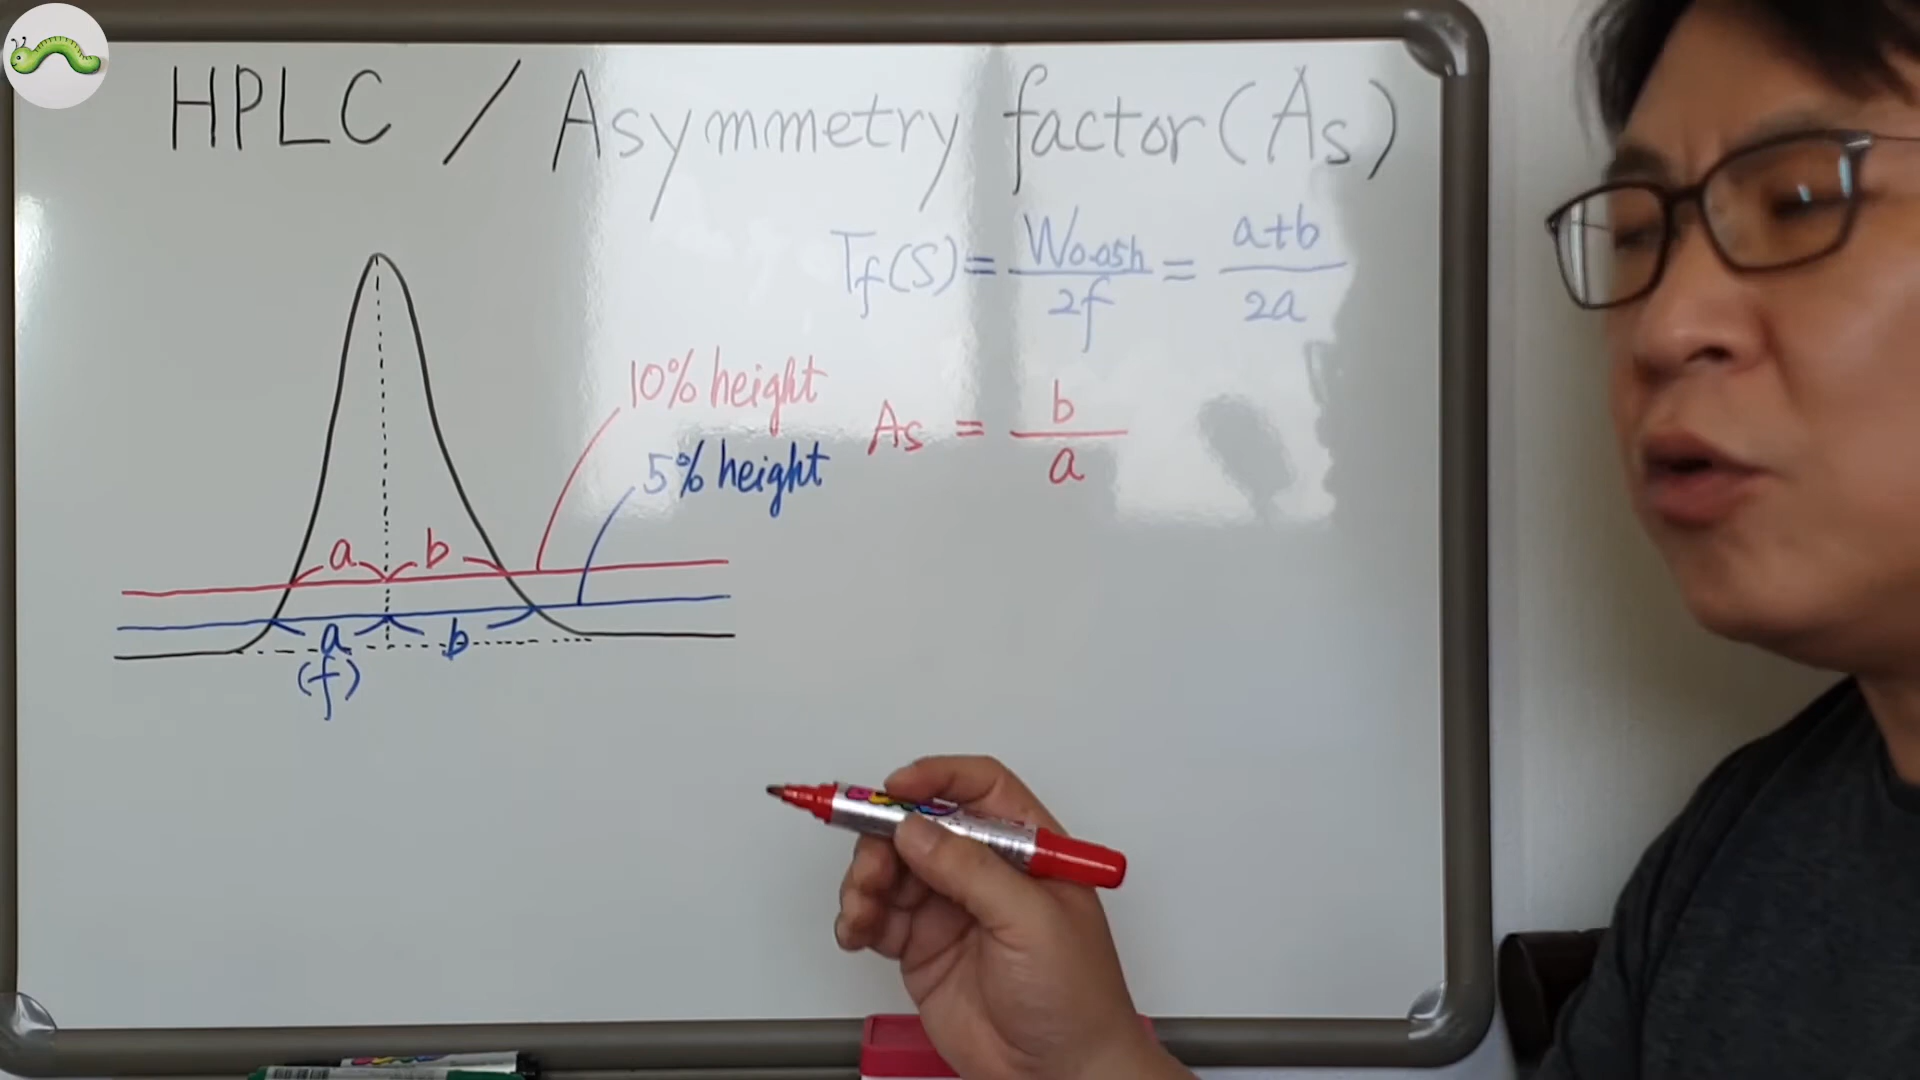 HPLC / Asymmetry factor (As)
Tf(S) = W0.05h / 2f = a+b / 2a
10% height
As = b / a
5% height
a b
a b
(f)